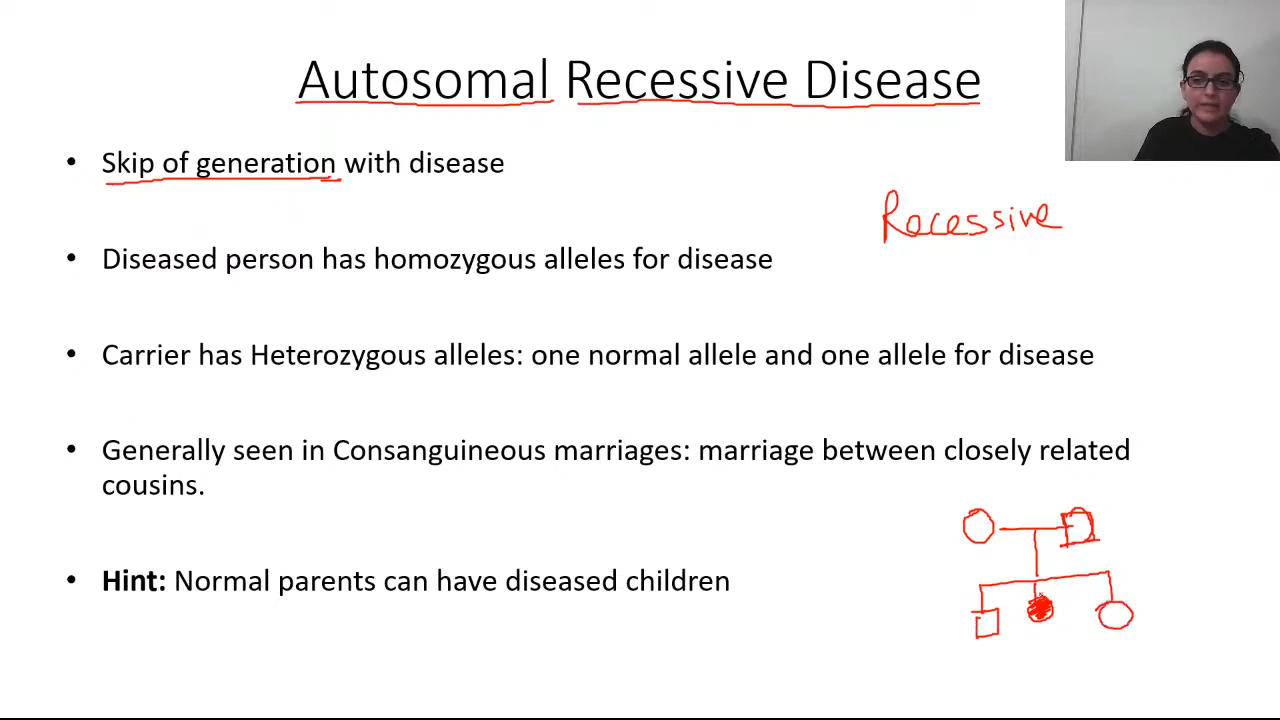 Autosomal Recessive Disease
• Skip of generation with disease
Recessive
• Diseased person has homozygous alleles for disease
• Carrier has Heterozygous alleles: one normal allele and one allele for disease
• Generally seen in Consanguineous marriages: marriage between closely related
cousins.
• Hint: Normal parents can have diseased children